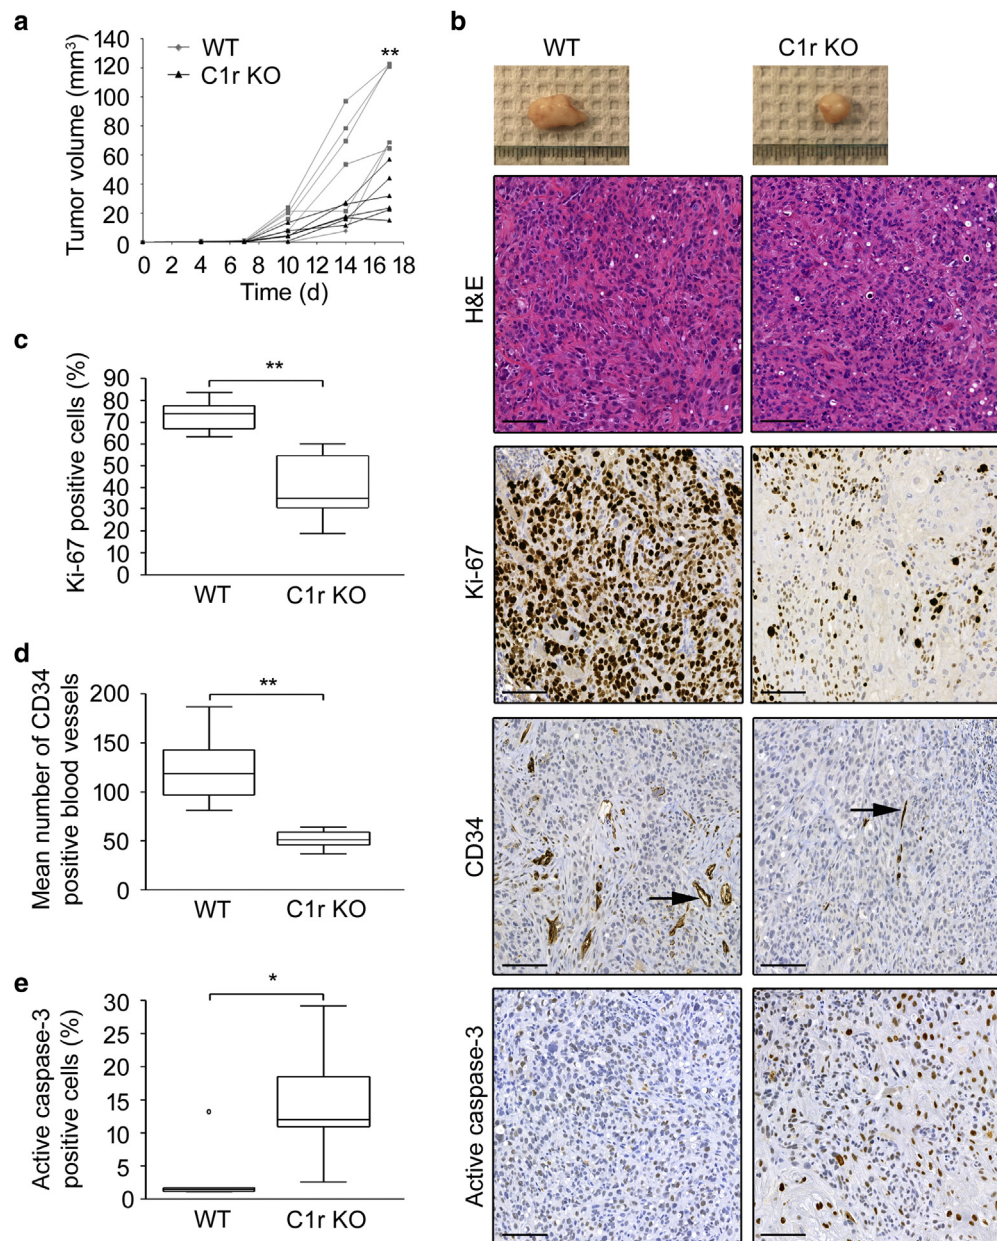 a
Tumor volume (mm³)
140
120
100
80
60
40
20
0
WT
C1r KO
**
0 2 4 6 8 10 12 14 16 18
Time (d)
b
WT
C1r KO
H&E
Ki-67
CD34
Active caspase-3
c
Ki-67 positive cells (%)
90
80
70
60
50
40
30
20
10
0
**
WT
C1r KO
d
Mean number of CD34
positive blood vessels
200
150
100
50
0
**
WT
C1r KO
e
Active caspase-3
positive cells (%)
30
25
20
15
10
5
0
*
WT
C1r KO